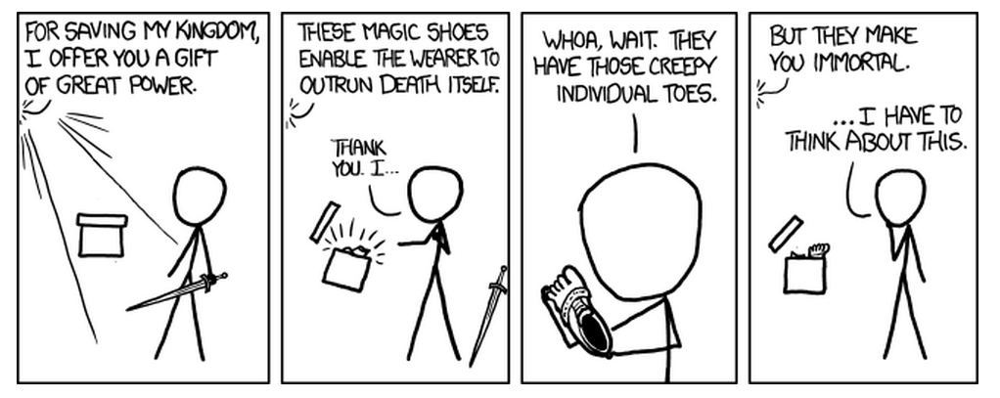 FOR SAVING MY KINGDOM,
I OFFER YOU A GIFT
OF GREAT POWER.
THESE MAGIC SHOES
ENABLE THE WEARER TO
OUTRUN DEATH ITSELF.
THANK
YOU. I...
WHOA, WAIT. THEY
HAVE THOSE CREEPY
INDIVIDUAL TOES.
BUT THEY MAKE
YOU IMMORTAL.
...I HAVE TO
THINK ABOUT THIS.